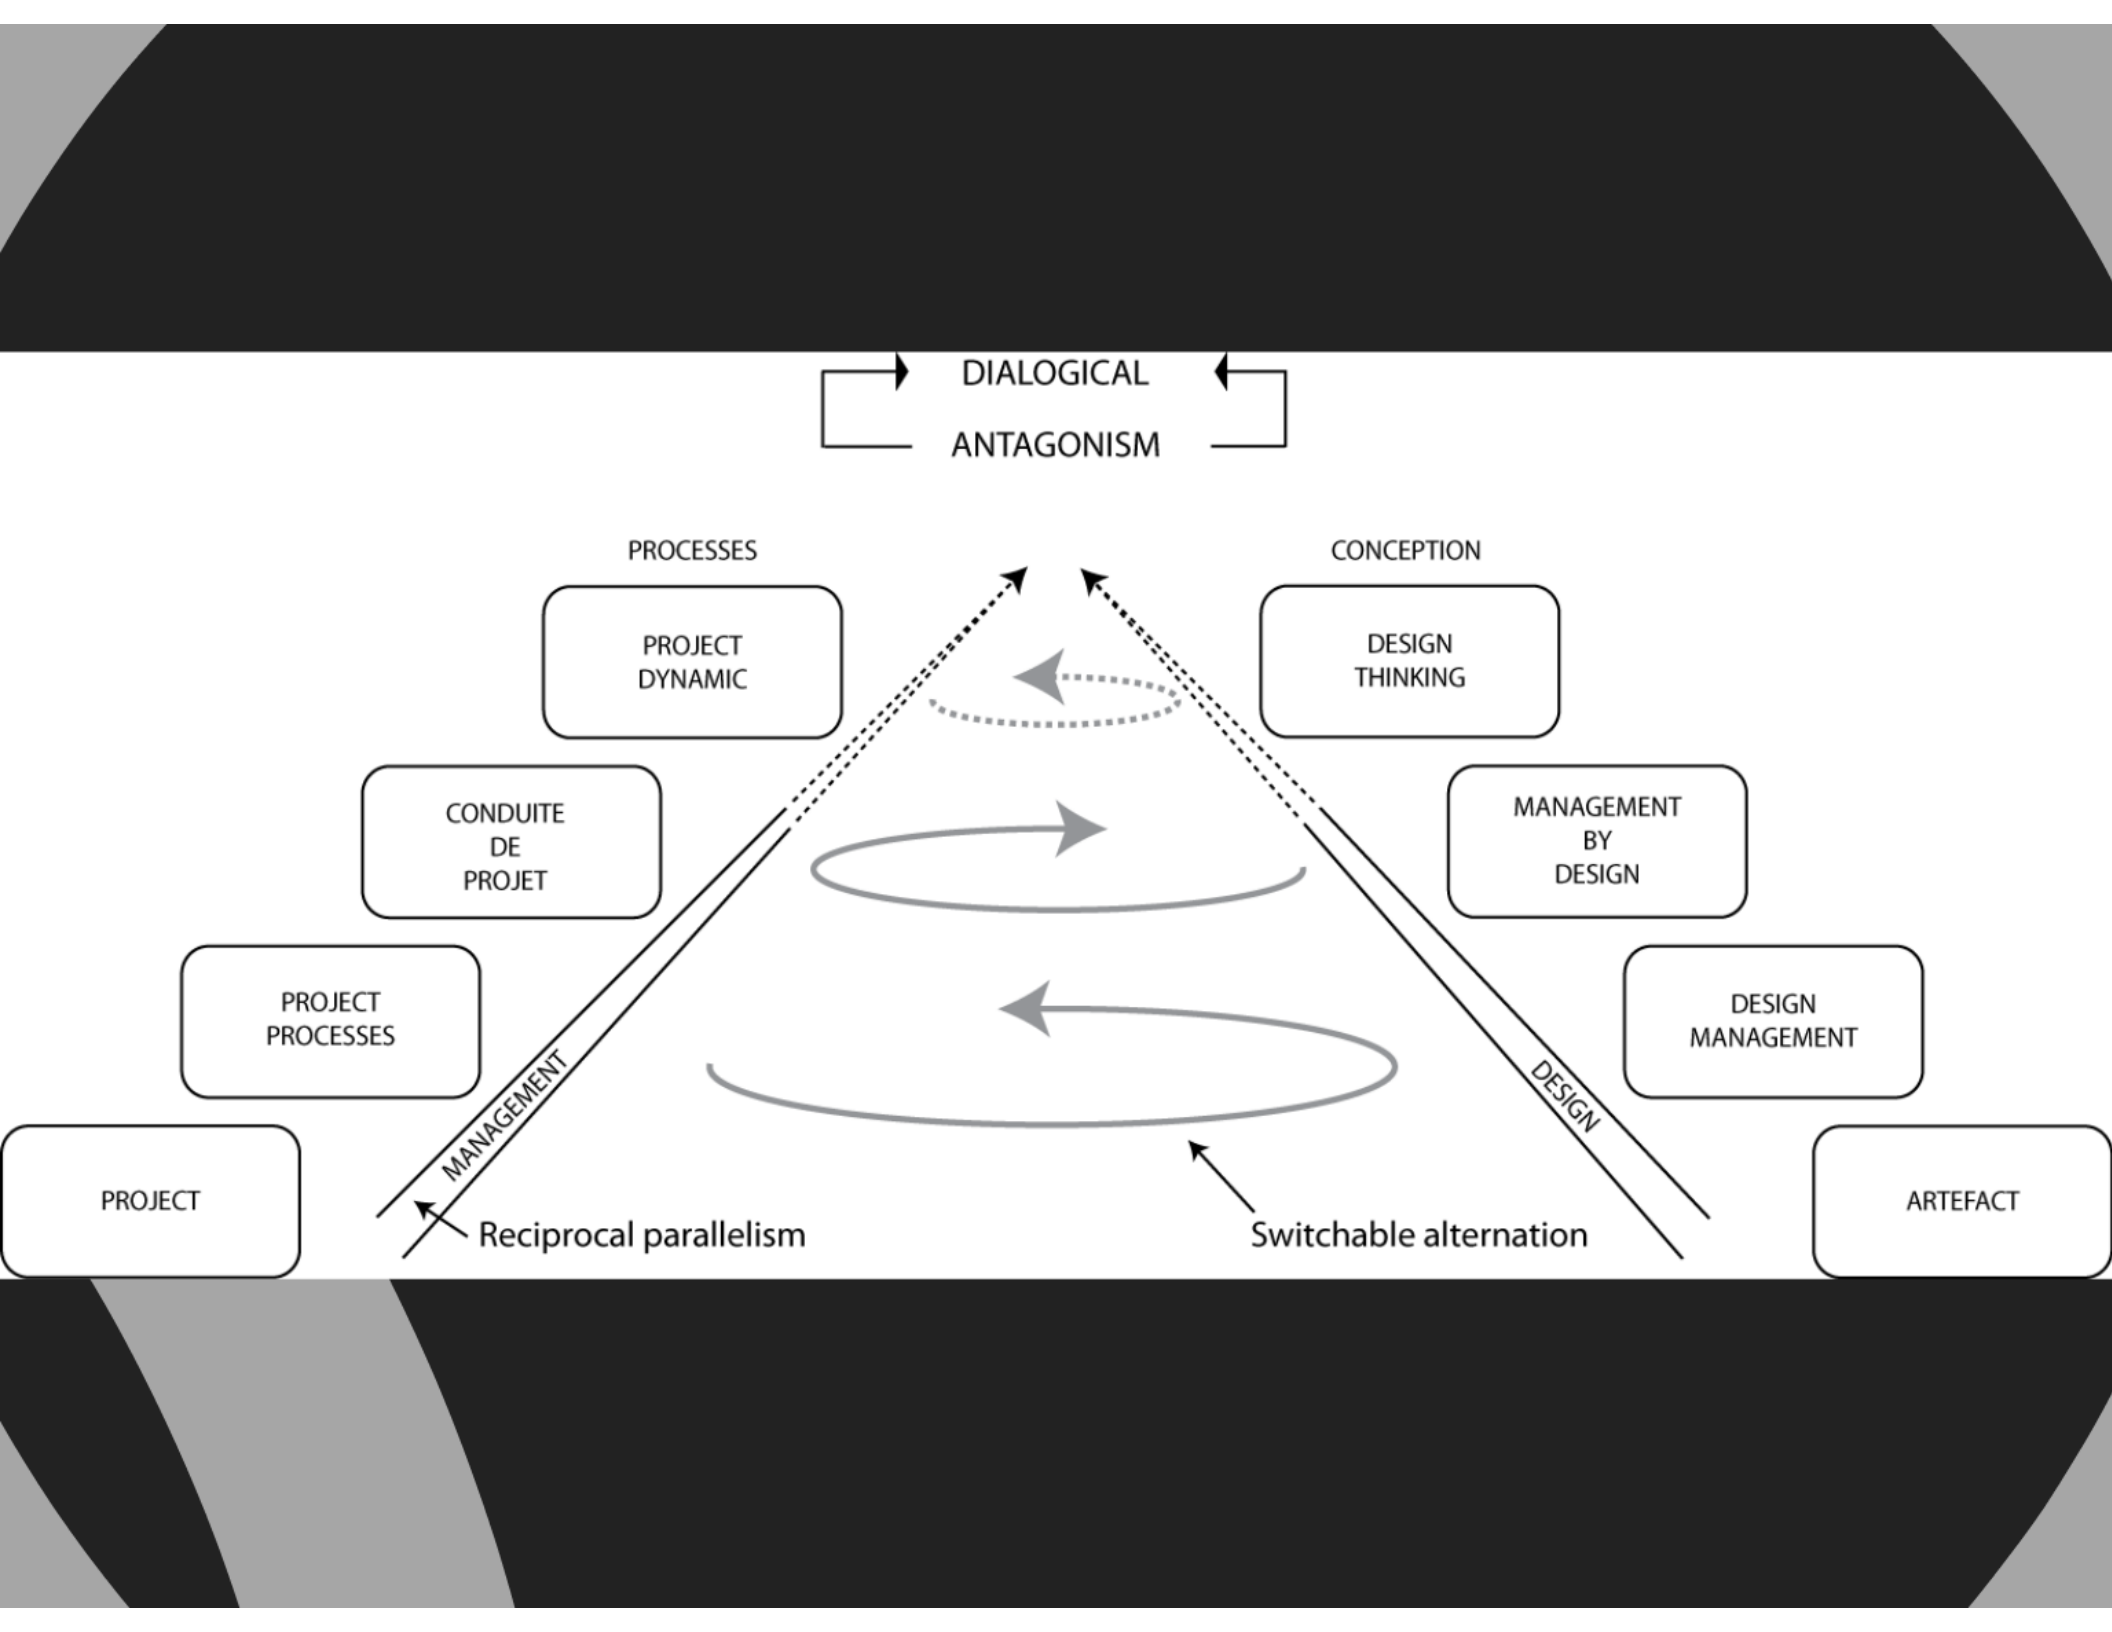 DIALOGICAL
ANTAGONISM
PROCESSES
CONCEPTION
PROJECT
DYNAMIC
DESIGN
THINKING
CONDUITE
DE
PROJET
MANAGEMENT
BY
DESIGN
PROJECT
PROCESSES
DESIGN
MANAGEMENT
MANAGEMENT
DESIGN
PROJECT
ARTEFACT
Reciprocal parallelism
Switchable alternation